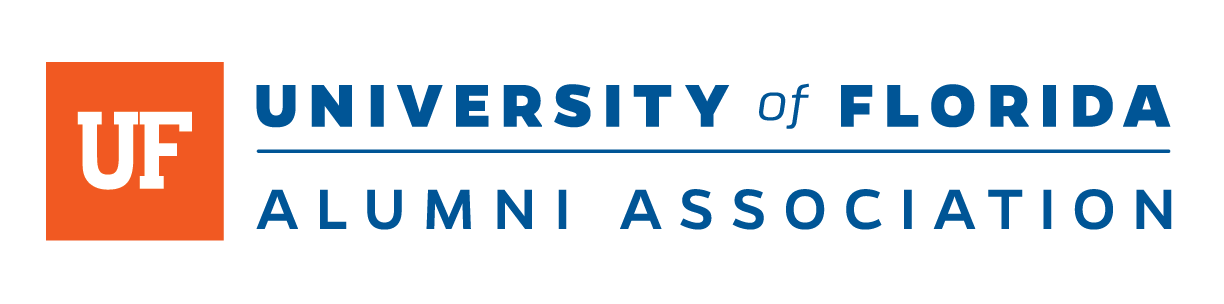 UF
UNIVERSITY of FLORIDA
ALUMNI ASSOCIATION